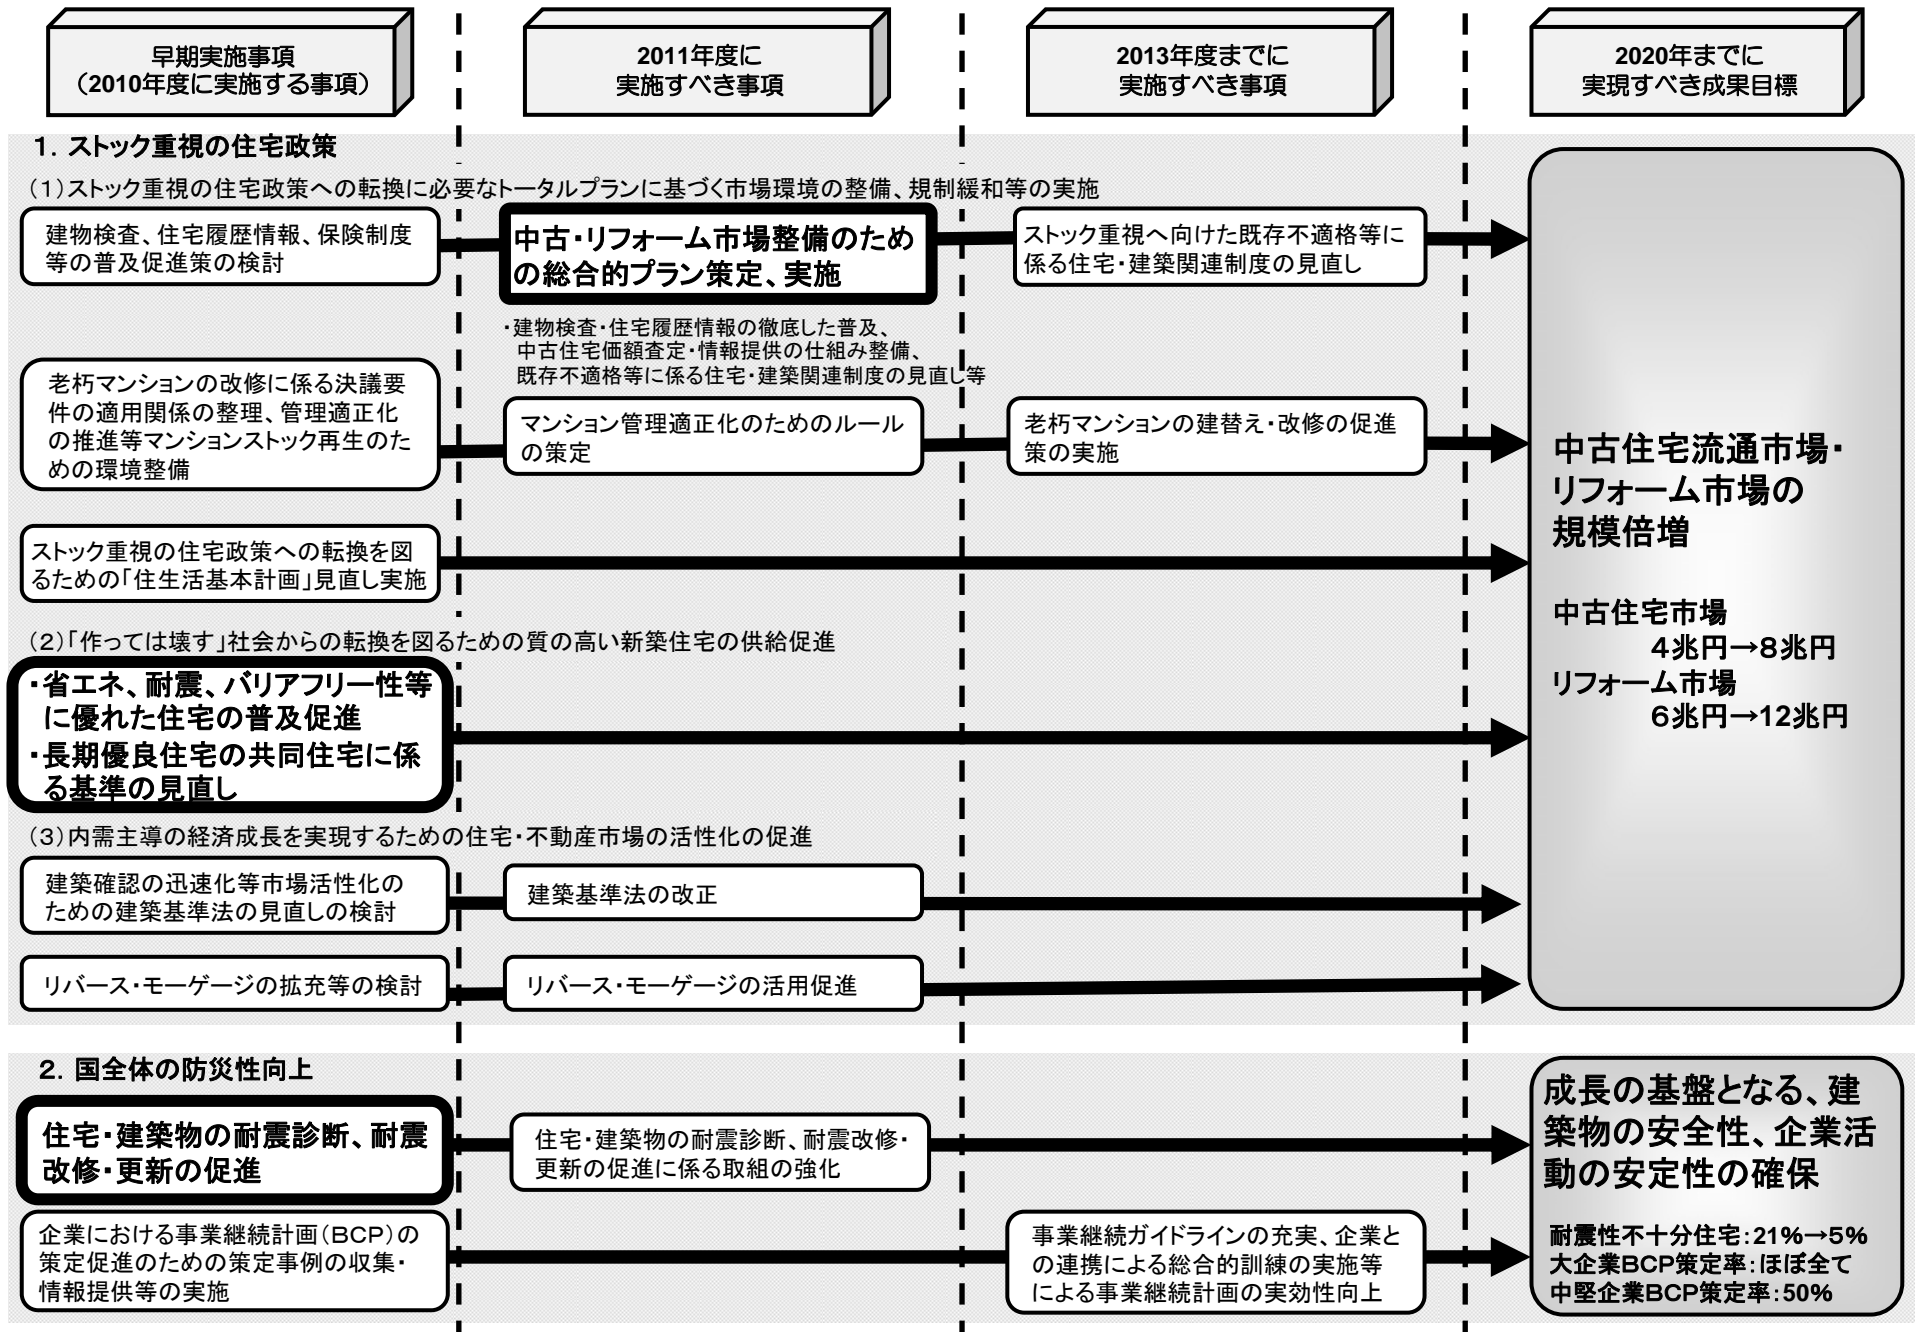 早期実施事項
（2010年度に実施する事項）
2011年度に
実施すべき事項
2013年度までに
実施すべき事項
2020年までに
実現すべき成果目標
１．ストック重視の住宅政策
（１）ストック重視の住宅政策への転換に必要なトータルプランに基づく市場環境の整備、規制緩和等の実施
建物検査、住宅履歴情報、保険制度
等の普及促進策の検討
中古・リフォーム市場整備のため
の総合的プラン策定、実施
ストック重視へ向けた既存不適格等に
係る住宅・建築関連制度の見直し
・建物検査・住宅履歴情報の徹底した普及、
中古住宅価額査定・情報提供の仕組み整備、
既存不適格等に係る住宅・建築関連制度の見直し等
老朽マンションの改修に係る決議要
件の適用関係の整理、管理適正化
の推進等マンションストック再生のた
めの環境整備
マンション管理適正化のためのルール
の策定
老朽マンションの建替え・改修の促進
策の実施
ストック重視の住宅政策への転換を図
るための「住生活基本計画」見直し実施
（２）「作っては壊す」社会からの転換を図るための質の高い新築住宅の供給促進
・省エネ、耐震、バリアフリー性等
に優れた住宅の普及促進
・長期優良住宅の共同住宅に係
る基準の見直し
（３）内需主導の経済成長を実現するための住宅・不動産市場の活性化の促進
建築確認の迅速化等市場活性化の
ための建築基準法の見直しの検討
建築基準法の改正
リバース・モーゲージの拡充等の検討
リバース・モーゲージの活用促進
中古住宅流通市場・
リフォーム市場の
規模倍増
中古住宅市場
４兆円→８兆円
リフォーム市場
６兆円→12兆円
２．国全体の防災性向上
住宅・建築物の耐震診断、耐震
改修・更新の促進
住宅・建築物の耐震診断、耐震改修・
更新の促進に係る取組の強化
企業における事業継続計画（ＢＣＰ）の
策定促進のための策定事例の収集・
情報提供等の実施
事業継続ガイドラインの充実、企業と
の連携による総合的訓練の実施等
による事業継続計画の実効性向上
成長の基盤となる、建
築物の安全性、企業活
動の安定性の確保
耐震性不十分住宅：21％→５％
大企業ＢＣＰ策定率：ほぼ全て
中堅企業ＢＣＰ策定率：50％